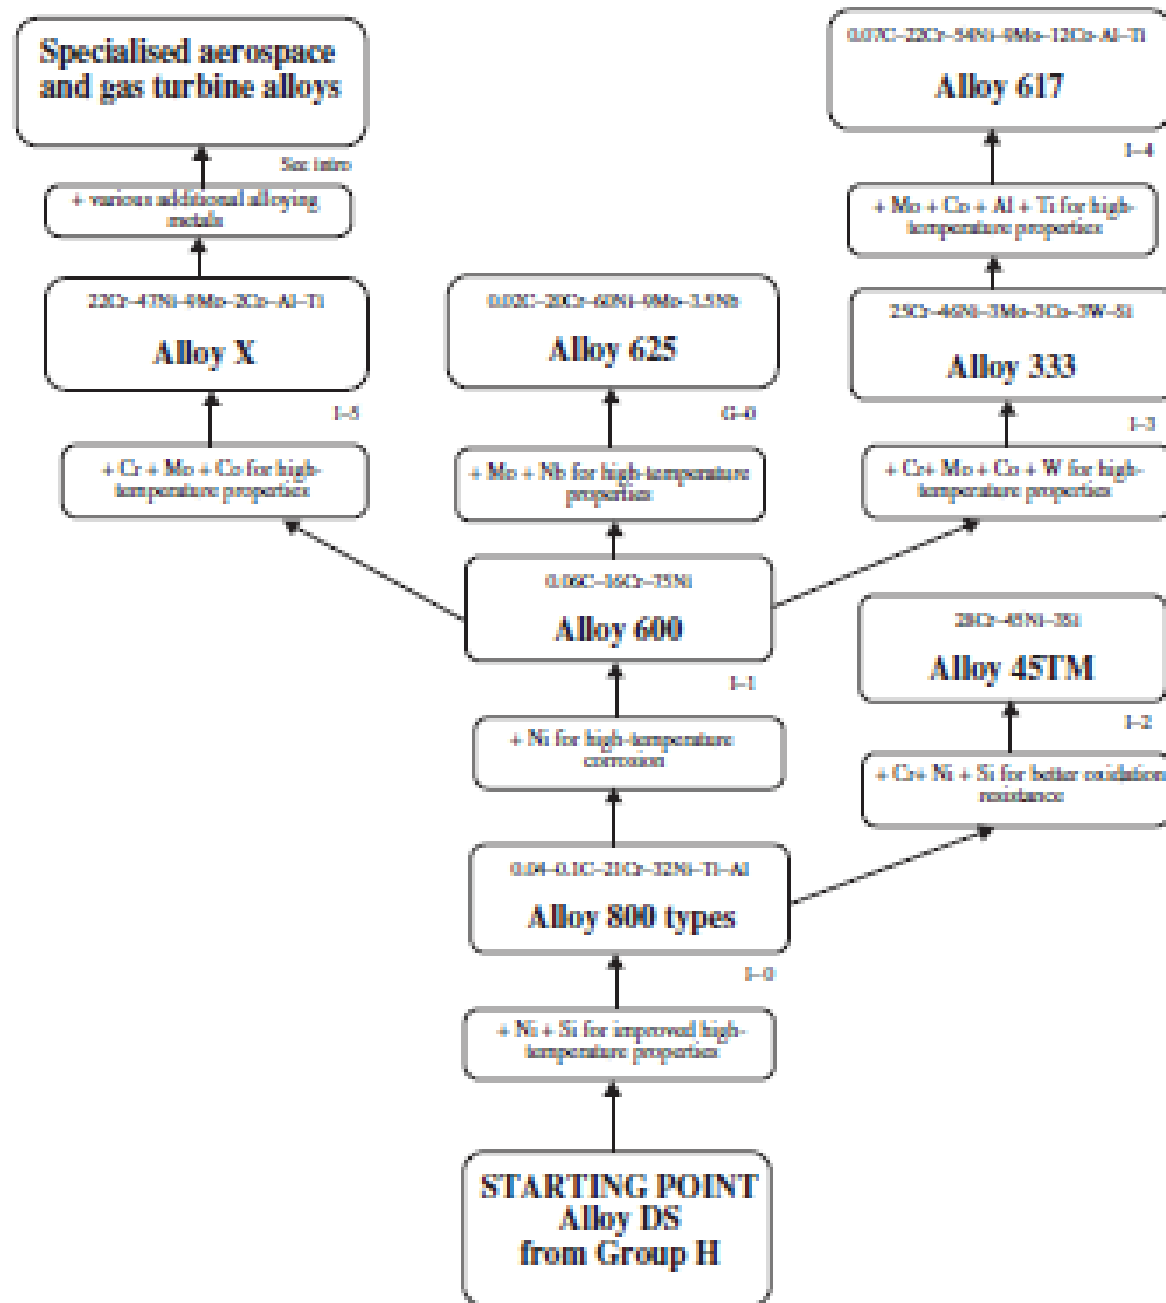 Specialised aerospace
and gas turbine alloys
See intro
+ various additional alloying
metals
22Cr–47Ni–9Mo–2Co–Al–Ti
Alloy X
I–5
+ Cr + Mo + Co for high-
temperature properties
0.02C–20Cr–60Ni–9Mo–3.5Nb
Alloy 625
G–0
+ Mo + Nb for high-temperature
properties
0.07C–22Cr–54Ni–9Mo–12Co–Al–Ti
Alloy 617
I–4
+ Mo + Co + Al + Ti for high-
temperature properties
25Cr–46Ni–3Mo–3Co–3W–Si
Alloy 333
I–3
+ Cr+ Mo + Co + W for high-
temperature properties
0.06C–16Cr–75Ni
Alloy 600
I–1
+ Ni for high-temperature
corrosion
28Cr–45Ni–3Si
Alloy 45TM
I–2
+ Cr+ Ni + Si for better oxidation
resistance
0.04–0.1C–21Cr–32Ni–Ti–Al
Alloy 800 types
I–0
+ Ni + Si for improved high-
temperature properties
STARTING POINT
Alloy DS
from Group H